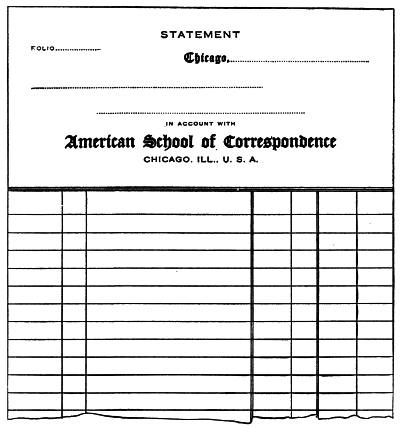 STATEMENT
FOLIO
Chicago,
IN ACCOUNT WITH
American School of Correspondence
CHICAGO, ILL., U. S. A.